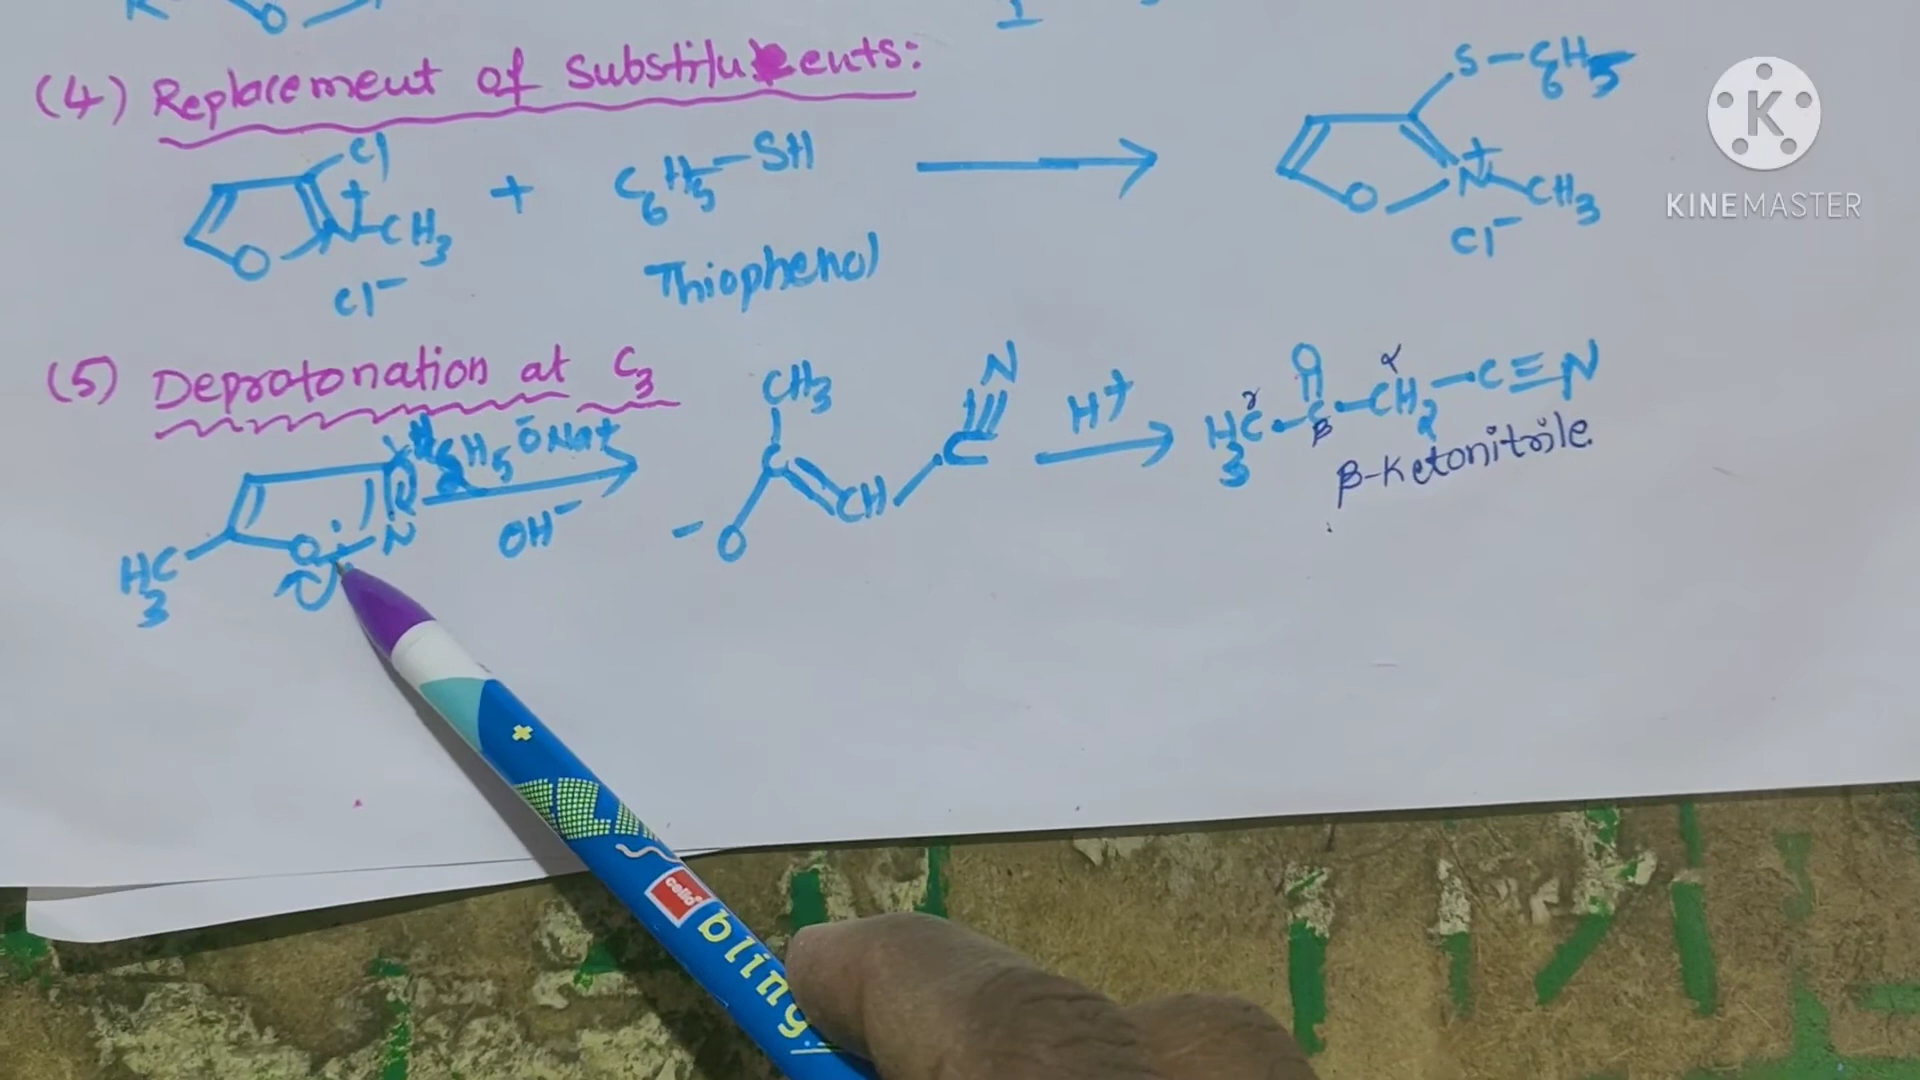 (4) Replacement of Substituents:
Cl
N+ CH3
O
Cl−
+
C6H5-SH
Thiophenol
S-C6H5
N+ CH3
O
Cl−
KINEMASTER
(5) Deprotonation at C3
H
N
O
H3C
C2H5ŌNa+
OH−
CH3
C
CH
C
N
−O
H+
H3C-C-CH2-C≡N
O
γ
β
α
β-Ketonitrile
cello
bling